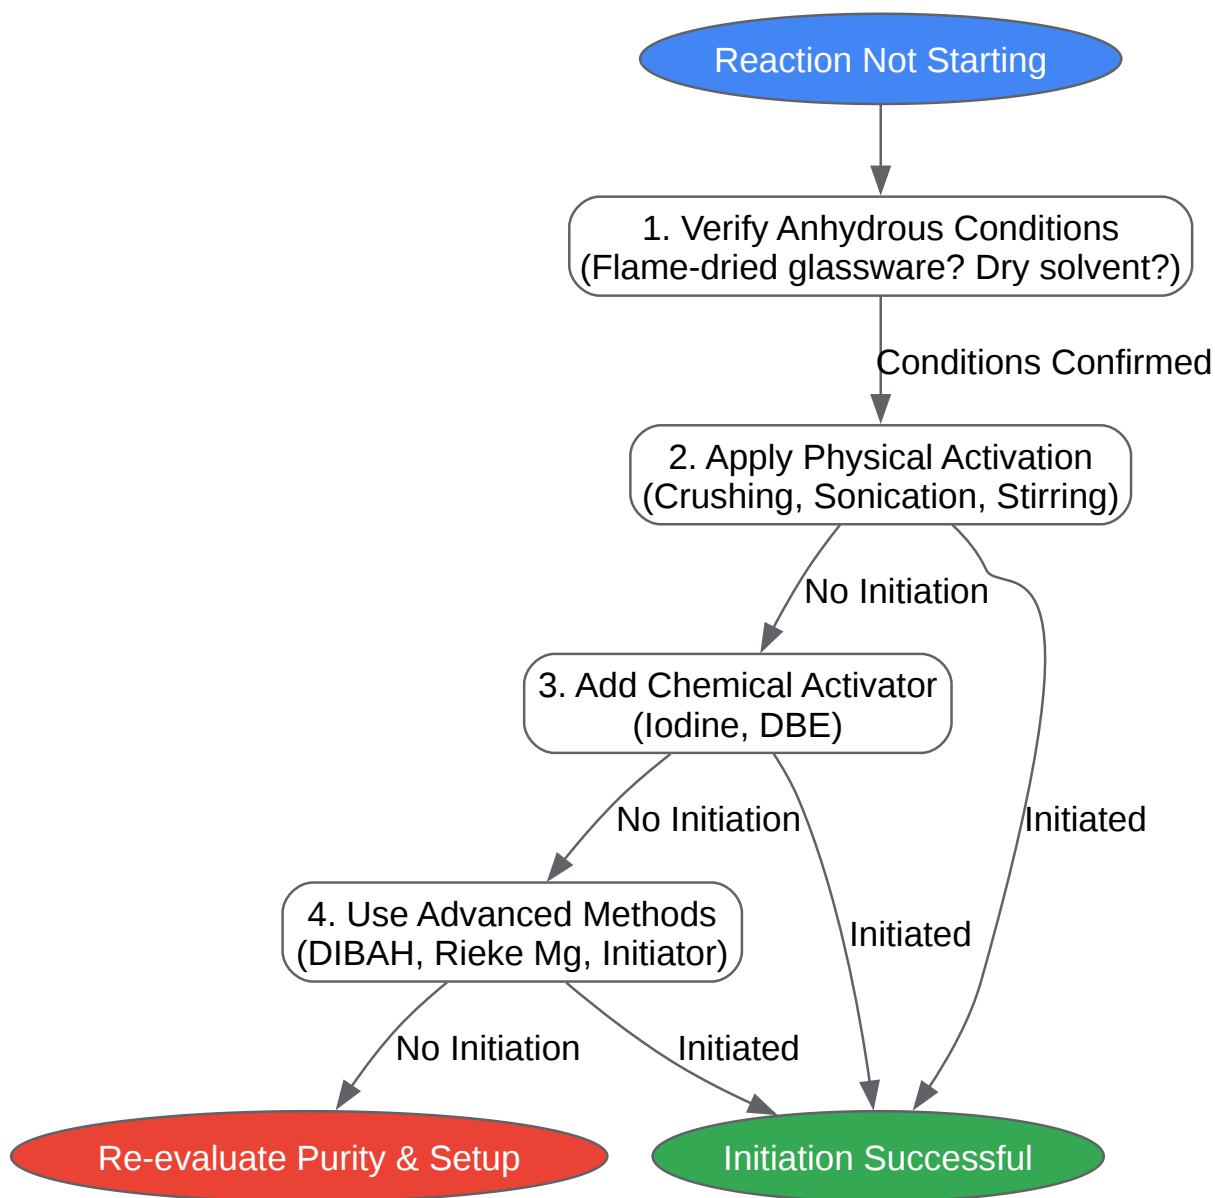 Reaction Not Starting
1. Verify Anhydrous Conditions
(Flame-dried glassware? Dry solvent?)
Conditions Confirmed
2. Apply Physical Activation
(Crushing, Sonication, Stirring)
No Initiation
3. Add Chemical Activator
(Iodine, DBE)
No Initiation
Initiated
4. Use Advanced Methods
(DIBAH, Rieke Mg, Initiator)
Initiated
No Initiation
Initiated
Re-evaluate Purity & Setup
Initiation Successful